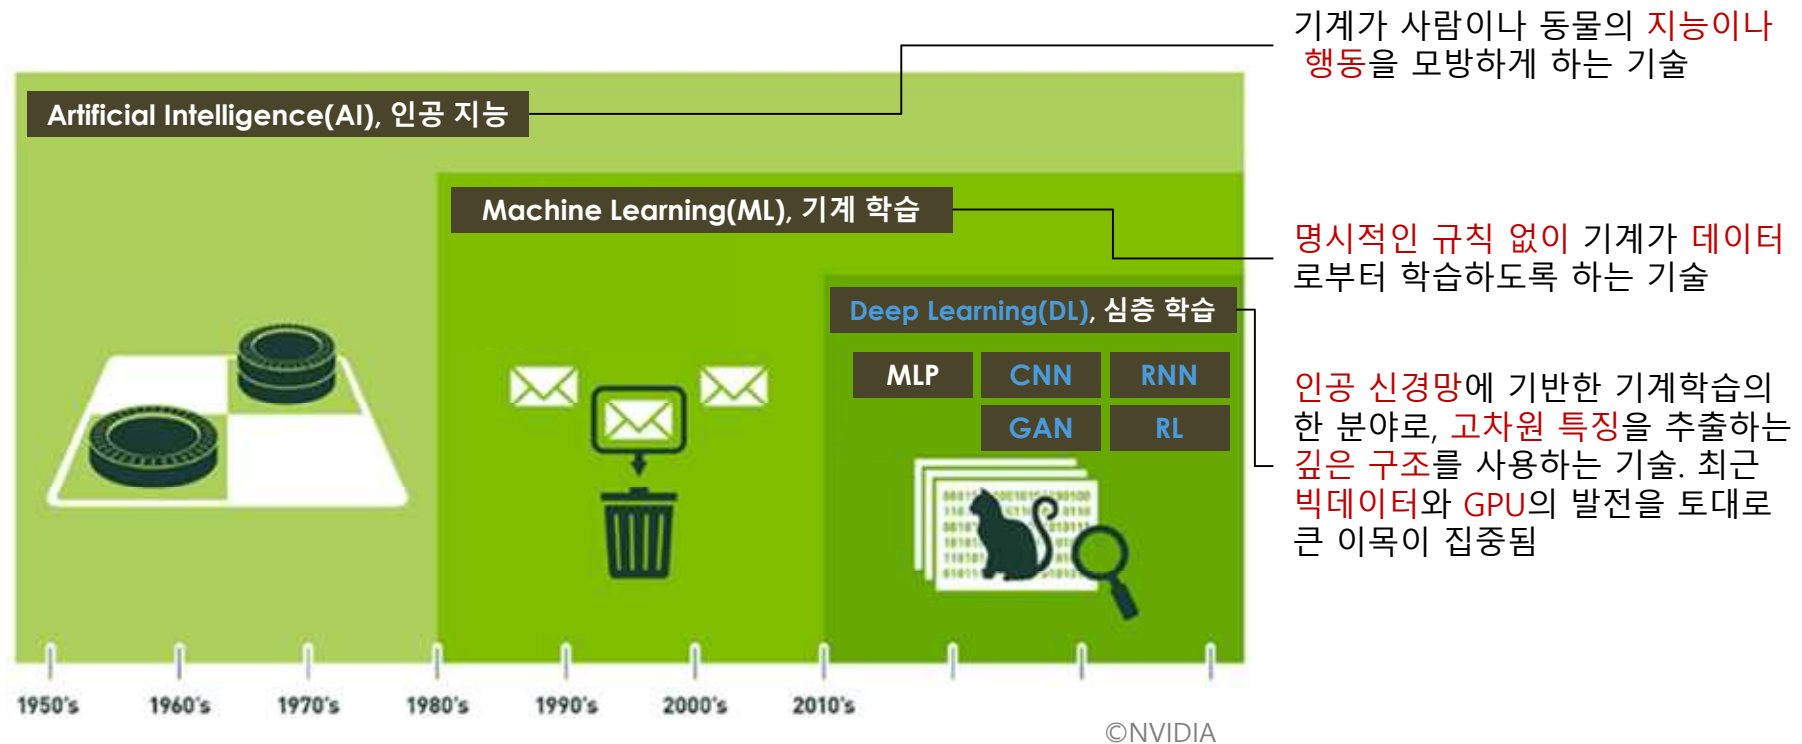 기계가 사람이나 동물의 지능이나
행동을 모방하게 하는 기술
Artificial Intelligence(AI), 인공 지능
Machine Learning(ML), 기계 학습
명시적인 규칙 없이 기계가 데이터
로부터 학습하도록 하는 기술
Deep Learning(DL), 심층 학습
MLP
CNN
RNN
GAN
RL
인공 신경망에 기반한 기계학습의
한 분야로, 고차원 특징을 추출하는
깊은 구조를 사용하는 기술. 최근
빅데이터와 GPU의 발전을 토대로
큰 이목이 집중됨
1950's
1960's
1970's
1980's
1990's
2000's
2010's
©NVIDIA